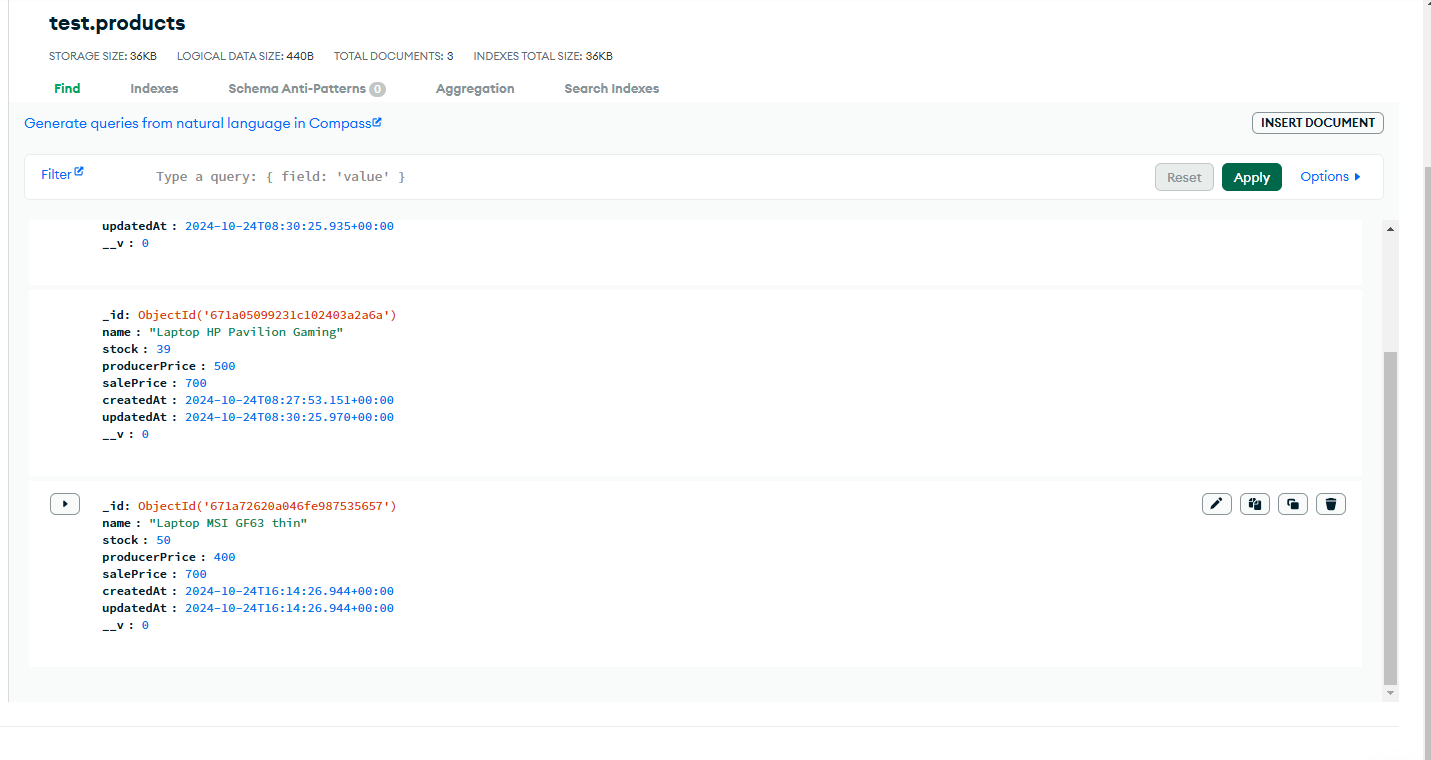 test.products
STORAGE SIZE: 36KB LOGICAL DATA SIZE: 440B TOTAL DOCUMENTS: 3 INDEXES TOTAL SIZE: 36KB
Find Indexes Schema Anti-Patterns 0 Aggregation Search Indexes
Generate queries from natural language in Compass
INSERT DOCUMENT
Filter Type a query: { field: 'value' } Reset Apply Options
updatedAt : 2024-10-24T08:30:25.935+00:00
__v : 0
_id: ObjectId('671a05099231c102403a2a6a')
name : "Laptop HP Pavilion Gaming"
stock : 39
producerPrice : 500
salePrice : 700
createdAt : 2024-10-24T08:27:53.151+00:00
updatedAt : 2024-10-24T08:30:25.970+00:00
__v : 0
_id: ObjectId('671a72620a046fe987535657')
name : "Laptop MSI GF63 thin"
stock : 50
producerPrice : 400
salePrice : 700
createdAt : 2024-10-24T16:14:26.944+00:00
updatedAt : 2024-10-24T16:14:26.944+00:00
__v : 0